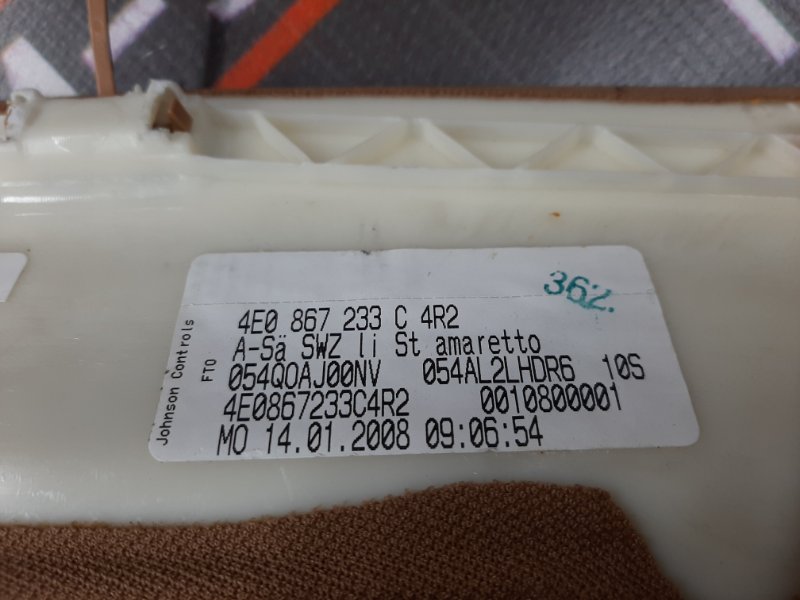 362.
4E0 867 233 C 4R2
A-Sä SWZ li St amaretto
054QOAJ00NV 054AL2LHDR6 10S
4E0867233C4R2 0010800001
MO 14.01.2008 09:06:54
Johnson Controls
FTO